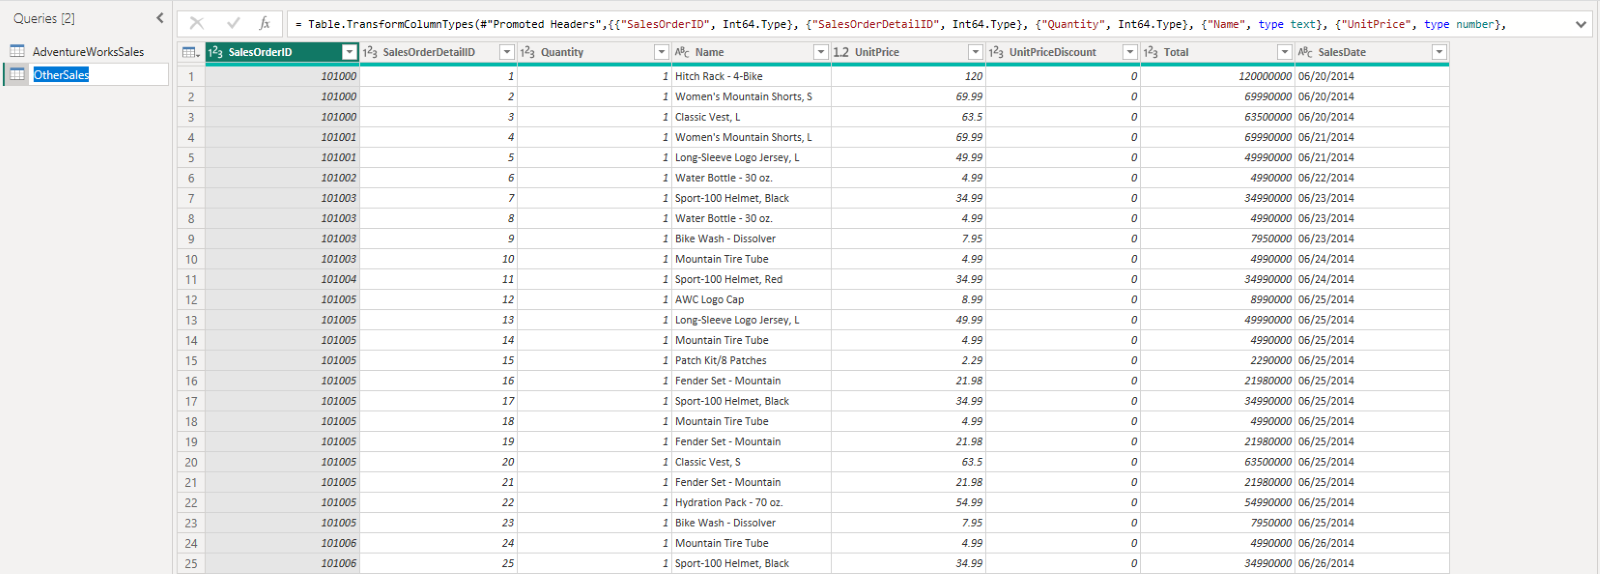 Queries [2]
AdventureWorksSales
OtherSales
fx = Table.TransformColumnTypes(#"Promoted Headers",{{"SalesOrderID", Int64.Type}, {"SalesOrderDetailID", Int64.Type}, {"Quantity", Int64.Type}, {"Name", type text}, {"UnitPrice", type number},
123 SalesOrderID 123 SalesOrderDetailID 123 Quantity ABC Name 1.2 UnitPrice 123 UnitPriceDiscount 123 Total ABC SalesDate
1 101000 1 1 Hitch Rack - 4-Bike 120 0 120000000 06/20/2014
2 101000 2 1 Women's Mountain Shorts, S 69.99 0 69990000 06/20/2014
3 101000 3 1 Classic Vest, L 63.5 0 63500000 06/20/2014
4 101001 4 1 Women's Mountain Shorts, L 69.99 0 69990000 06/21/2014
5 101001 5 1 Long-Sleeve Logo Jersey, L 49.99 0 49990000 06/21/2014
6 101002 6 1 Water Bottle - 30 oz. 4.99 0 4990000 06/22/2014
7 101003 7 1 Sport-100 Helmet, Black 34.99 0 34990000 06/23/2014
8 101003 8 1 Water Bottle - 30 oz. 4.99 0 4990000 06/23/2014
9 101003 9 1 Bike Wash - Dissolver 7.95 0 7950000 06/23/2014
10 101003 10 1 Mountain Tire Tube 4.99 0 4990000 06/24/2014
11 101004 11 1 Sport-100 Helmet, Red 34.99 0 34990000 06/24/2014
12 101005 12 1 AWC Logo Cap 8.99 0 8990000 06/25/2014
13 101005 13 1 Long-Sleeve Logo Jersey, L 49.99 0 49990000 06/25/2014
14 101005 14 1 Mountain Tire Tube 4.99 0 4990000 06/25/2014
15 101005 15 1 Patch Kit/8 Patches 2.29 0 2290000 06/25/2014
16 101005 16 1 Fender Set - Mountain 21.98 0 21980000 06/25/2014
17 101005 17 1 Sport-100 Helmet, Black 34.99 0 34990000 06/25/2014
18 101005 18 1 Mountain Tire Tube 4.99 0 4990000 06/25/2014
19 101005 19 1 Fender Set - Mountain 21.98 0 21980000 06/25/2014
20 101005 20 1 Classic Vest, S 63.5 0 63500000 06/25/2014
21 101005 21 1 Fender Set - Mountain 21.98 0 21980000 06/25/2014
22 101005 22 1 Hydration Pack - 70 oz. 54.99 0 54990000 06/25/2014
23 101005 23 1 Bike Wash - Dissolver 7.95 0 7950000 06/25/2014
24 101006 24 1 Mountain Tire Tube 4.99 0 4990000 06/26/2014
25 101006 25 1 Sport-100 Helmet, Black 34.99 0 34990000 06/26/2014